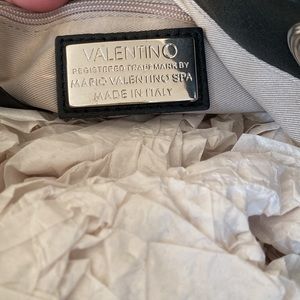 VALENTINO
REGISTERED TRADE MARK BY
MARIO VALENTINO SPA
MADE IN ITALY